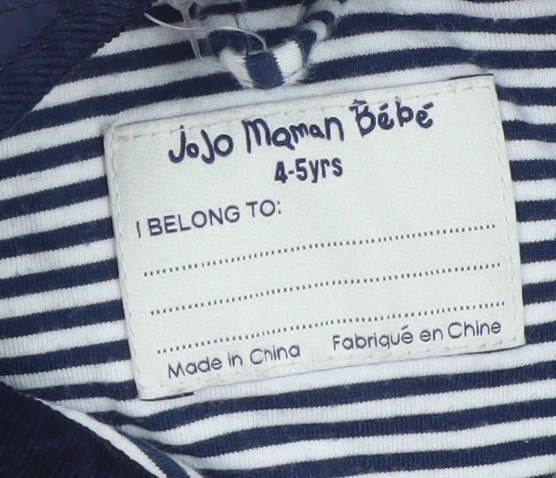 JoJo Maman Bébé
4-5yrs
I BELONG TO:
Made in China Fabriqué en Chine